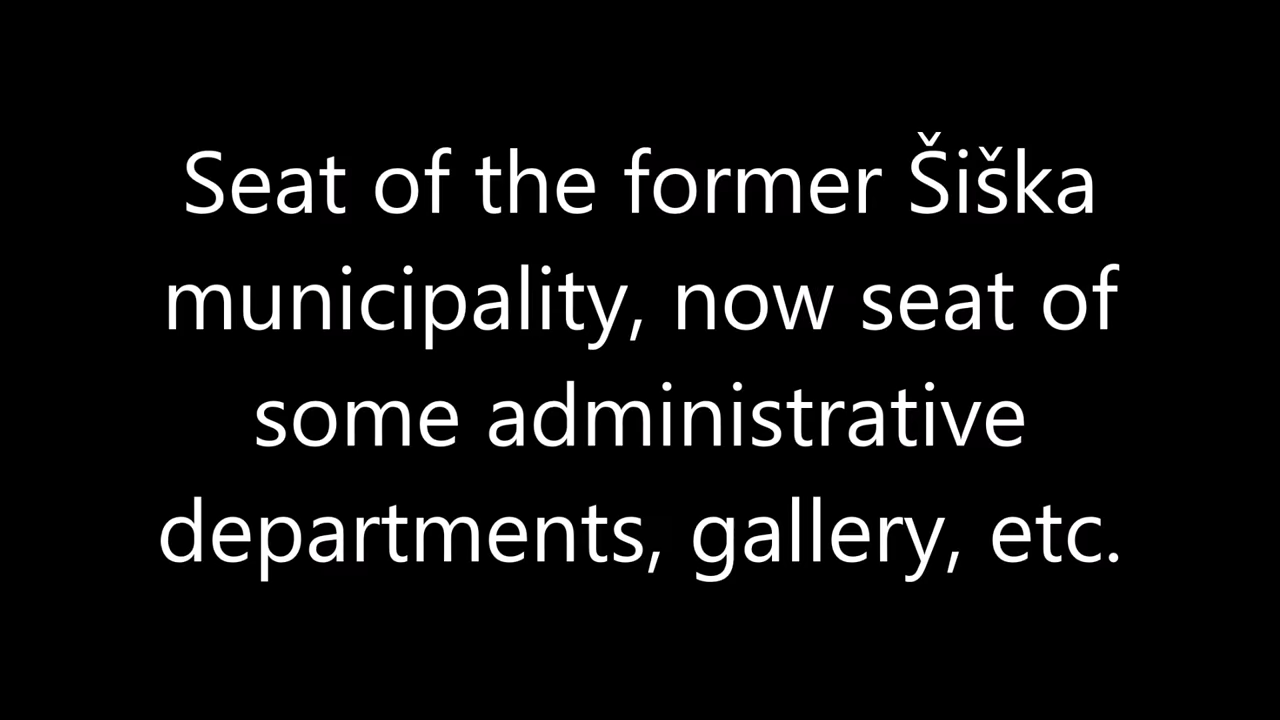 Seat of the former Šiška
municipality, now seat of
some administrative
departments, gallery, etc.